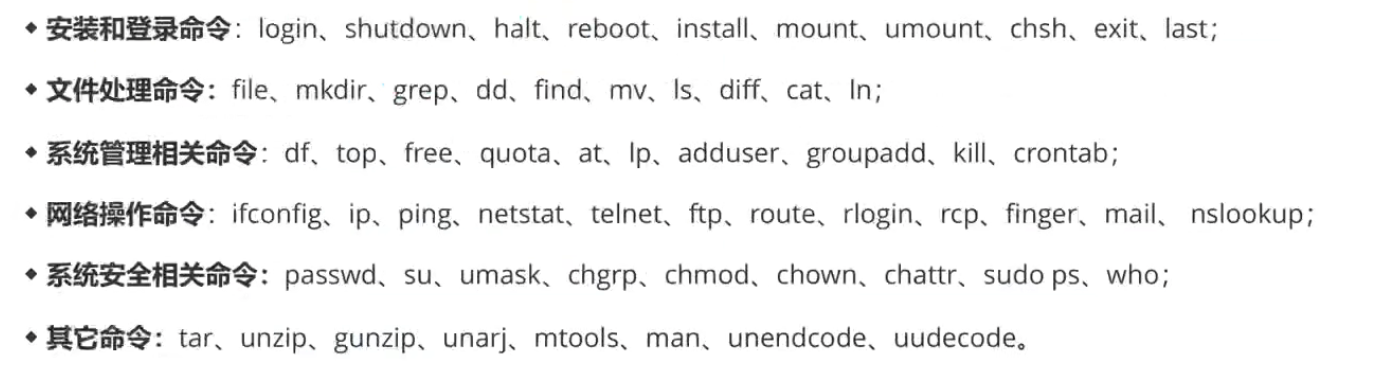 ◆ 安装和登录命令：login、shutdown、halt、reboot、install、mount、umount、chsh、exit、last；
◆ 文件处理命令：file、mkdir、grep、dd、find、mv、ls、diff、cat、ln；
◆ 系统管理相关命令：df、top、free、quota、at、lp、adduser、groupadd、kill、crontab；
◆ 网络操作命令：ifconfig、ip、ping、netstat、telnet、ftp、route、rlogin、rcp、finger、mail、 nslookup；
◆ 系统安全相关命令：passwd、su、umask、chgrp、chmod、chown、chattr、sudo ps、who；
◆ 其它命令：tar、unzip、gunzip、unarj、mtools、man、unendcode、uudecode。